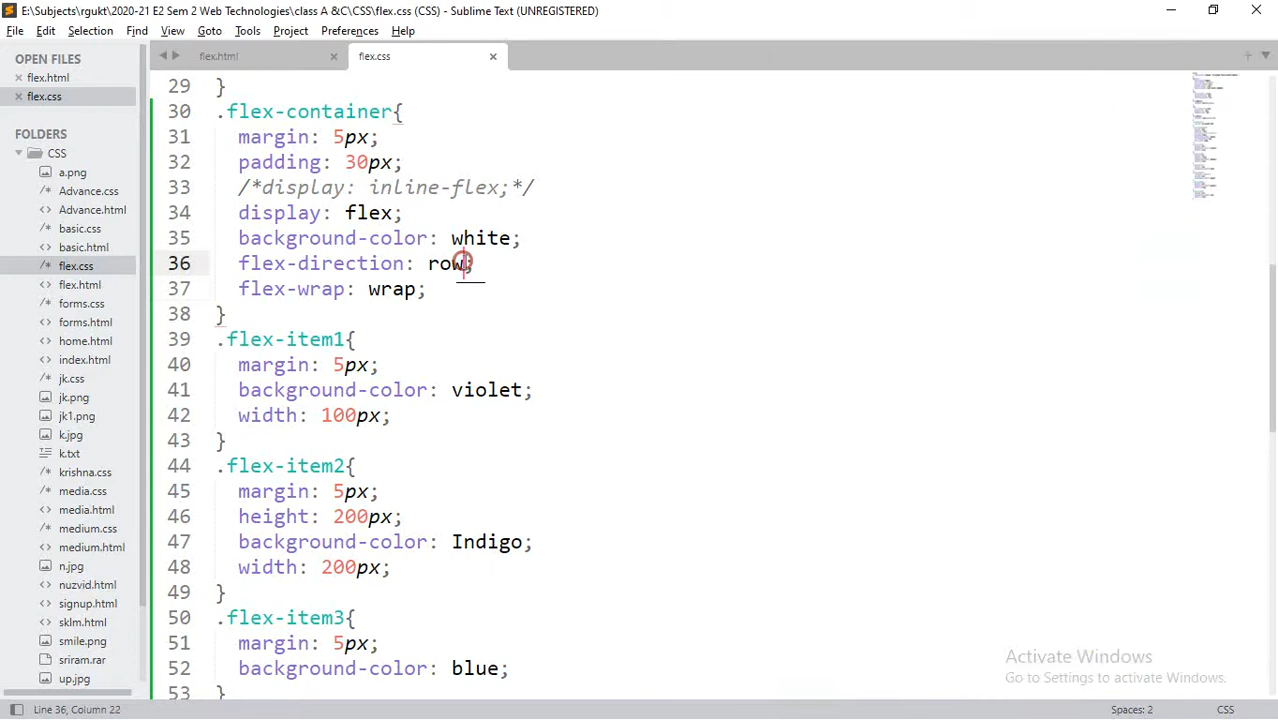 E:\Subjects\rgukt\2020-21 E2 Sem 2 Web Technologies\class A &C\CSS\flex.css (CSS) - Sublime Text (UNREGISTERED)
File Edit Selection Find View Goto Tools Project Preferences Help
OPEN FILES
flex.html
flex.css
FOLDERS
CSS
a.png
Advance.css
Advance.html
basic.css
basic.html
flex.css
flex.html
forms.css
forms.html
home.html
index.html
jk.css
jk.png
jk1.png
k.jpg
k.txt
krishna.css
media.css
media.html
medium.css
medium.html
n.jpg
nuzvid.html
signup.html
sklm.html
smile.png
sriram.rar
up.jpg
flex.html flex.css
29 }
30 .flex-container{
31 margin: 5px;
32 padding: 30px;
33 /*display: inline-flex;*/
34 display: flex;
35 background-color: white;
36 flex-direction: row;
37 flex-wrap: wrap;
38 }
39 .flex-item1{
40 margin: 5px;
41 background-color: violet;
42 width: 100px;
43 }
44 .flex-item2{
45 margin: 5px;
46 height: 200px;
47 background-color: Indigo;
48 width: 200px;
49 }
50 .flex-item3{
51 margin: 5px;
52 background-color: blue;
53 }
Activate Windows
Go to Settings to activate Windows.
Line 36, Column 22 Spaces: 2 CSS